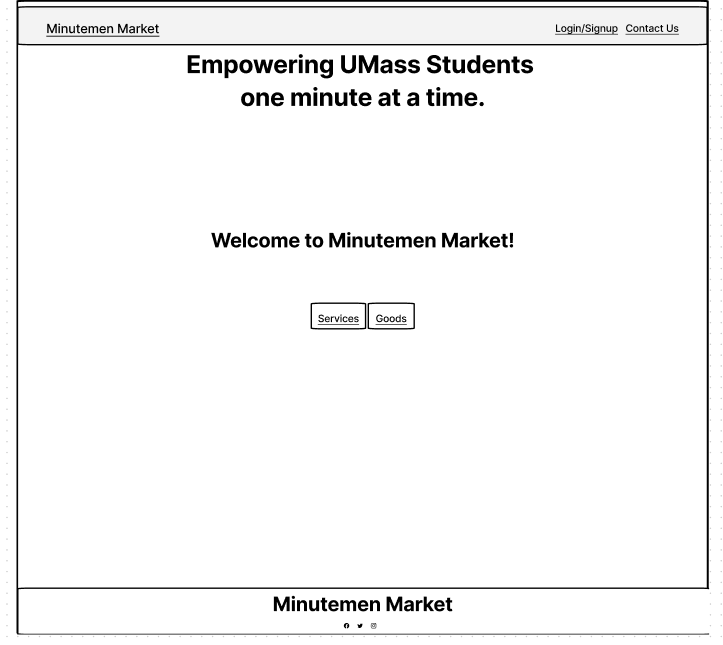 Minutemen Market
Login/Signup Contact Us
Empowering UMass Students
one minute at a time.
Welcome to Minutemen Market!
Services Goods
Minutemen Market